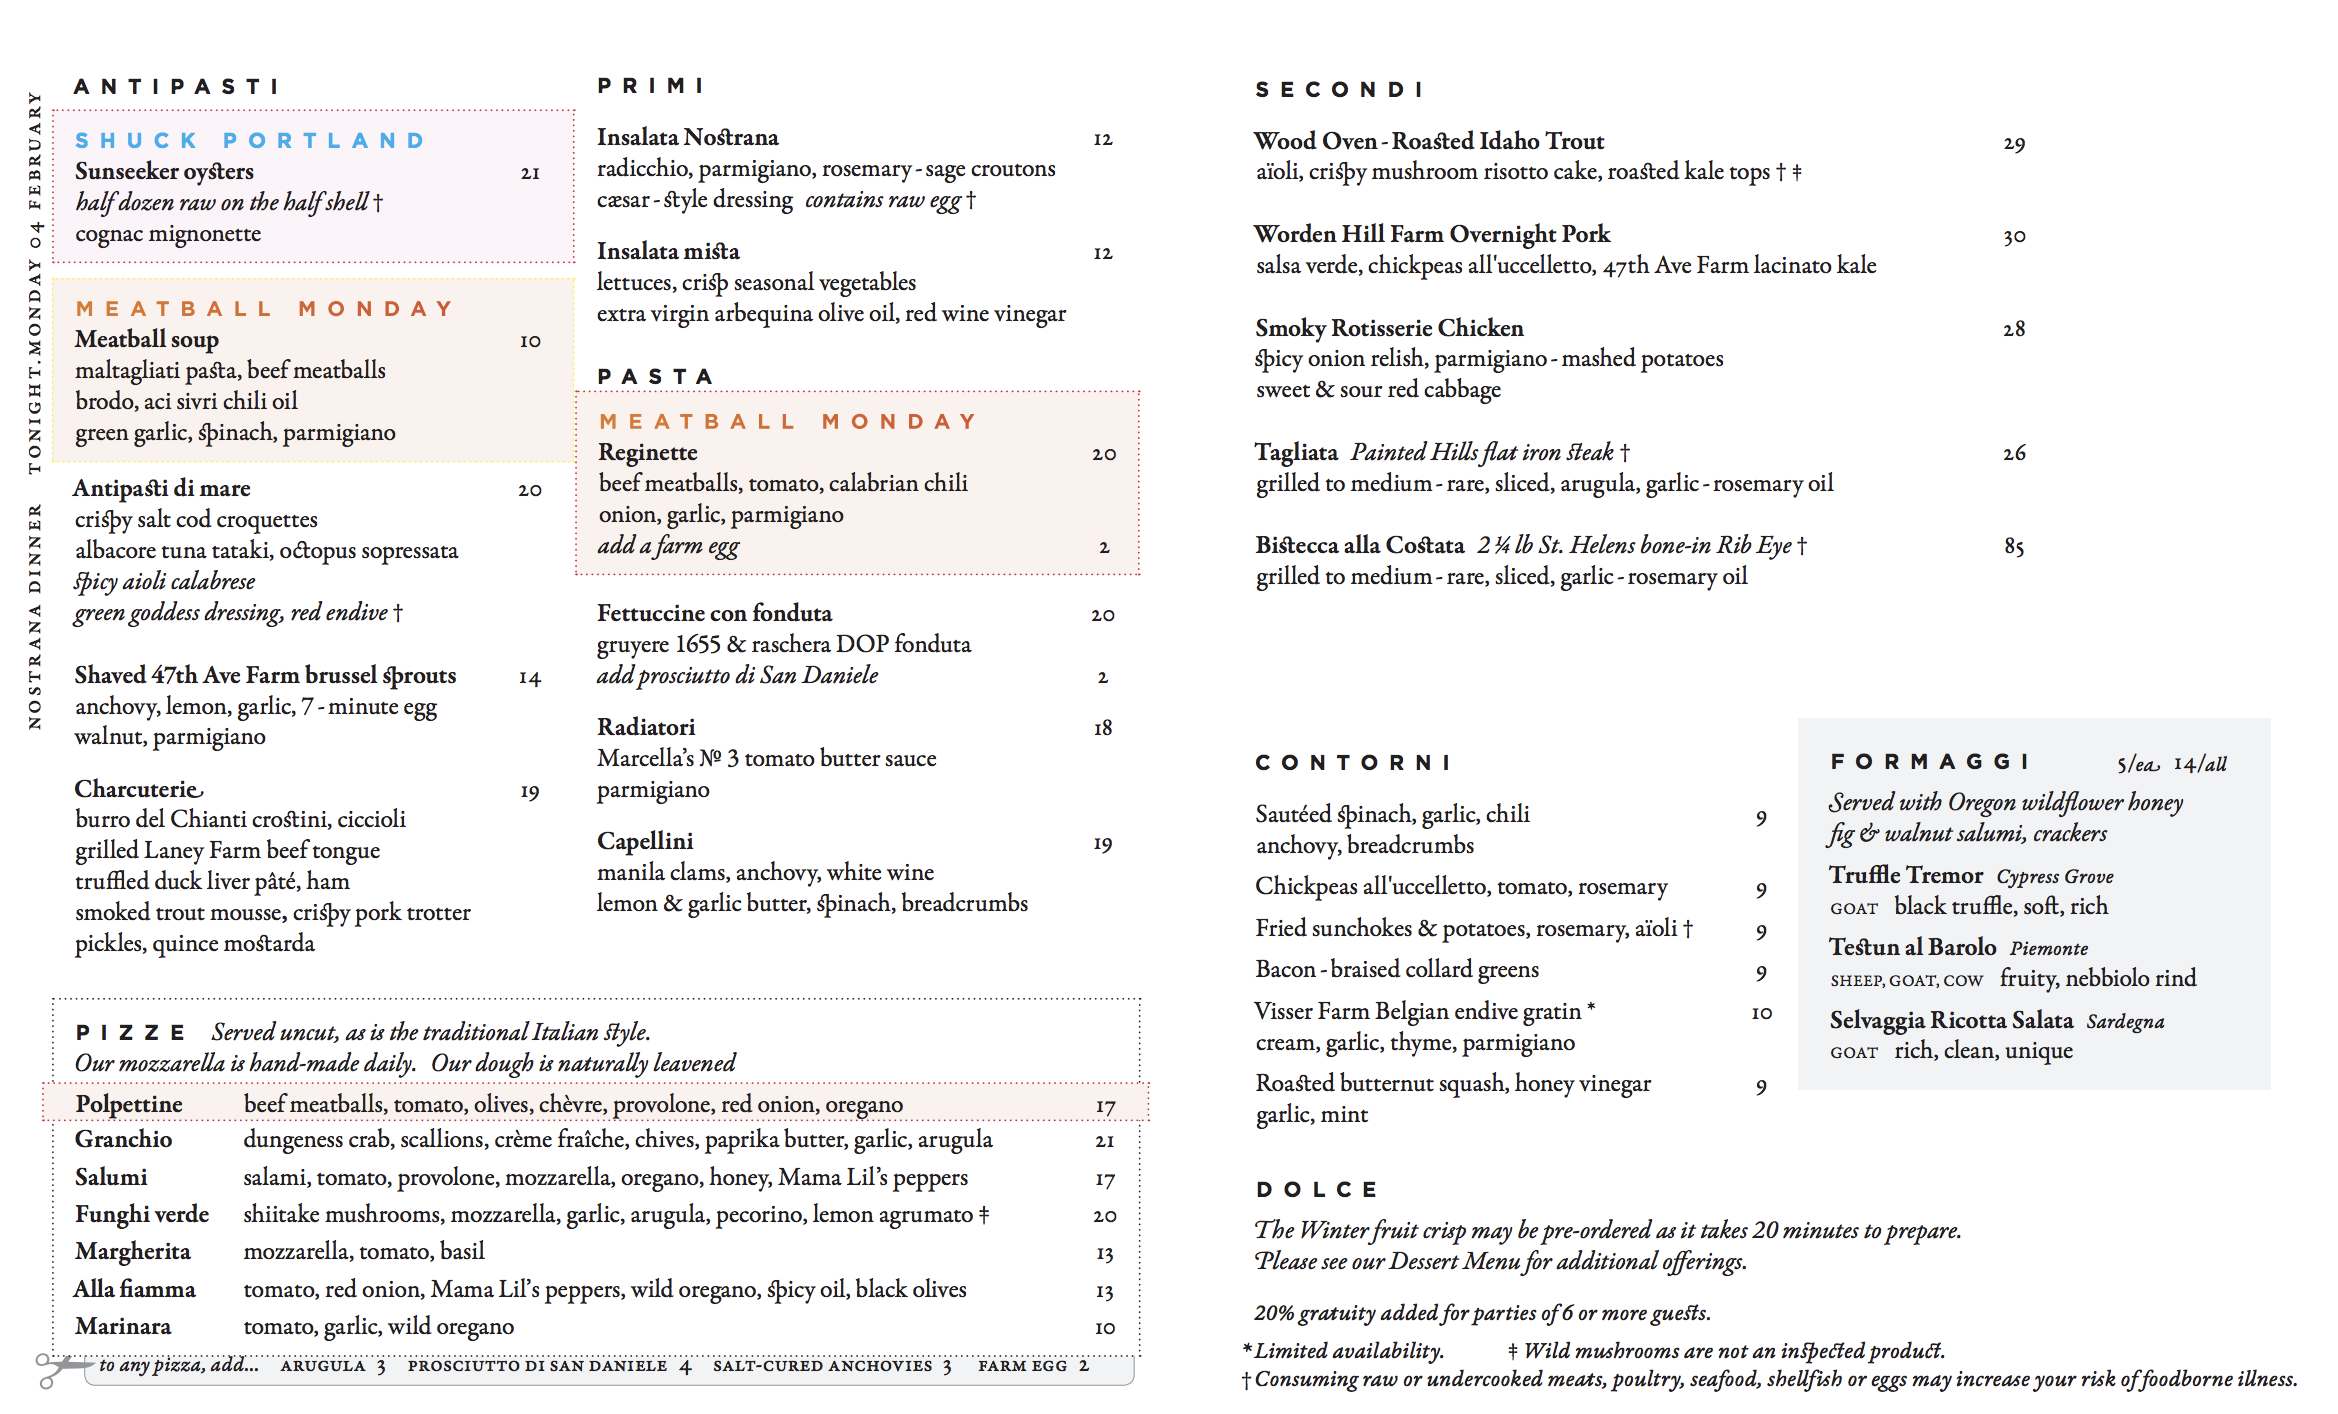 NOSTRANA DINNER   TONIGHT.MONDAY 04 FEBRUARY
ANTIPASTI
SHUCK PORTLAND
Sunseeker oysters 21
half dozen raw on the half shell †
cognac mignonette
MEATBALL MONDAY
Meatball soup 10
maltagliati pasta, beef meatballs
brodo, aci sivri chili oil
green garlic, spinach, parmigiano
Antipasti di mare 20
crispy salt cod croquettes
albacore tuna tataki, octopus sopressata
spicy aioli calabrese
green goddess dressing, red endive †
Shaved 47th Ave Farm brussel sprouts 14
anchovy, lemon, garlic, 7-minute egg
walnut, parmigiano
Charcuterie 19
burro del Chianti crostini, ciccioli
grilled Laney Farm beef tongue
truffled duck liver pâté, ham
smoked trout mousse, crispy pork trotter
pickles, quince mostarda
PRIMI
Insalata Nostrana 12
radicchio, parmigiano, rosemary-sage croutons
cæsar-style dressing contains raw egg †
Insalata mista 12
lettuces, crisp seasonal vegetables
extra virgin arbequina olive oil, red wine vinegar
PASTA
MEATBALL MONDAY
Reginette 20
beef meatballs, tomato, calabrian chili
onion, garlic, parmigiano
add a farm egg 2
Fettuccine con fonduta 20
gruyere 1655 & raschera DOP fonduta
add prosciutto di San Daniele 2
Radiatori 18
Marcella's № 3 tomato butter sauce
parmigiano
Capellini 19
manila clams, anchovy, white wine
lemon & garlic butter, spinach, breadcrumbs
PIZZE Served uncut, as is the traditional Italian style.
Our mozzarella is hand-made daily. Our dough is naturally leavened
Polpettine beef meatballs, tomato, olives, chèvre, provolone, red onion, oregano 17
Granchio dungeness crab, scallions, crème fraîche, chives, paprika butter, garlic, arugula 21
Salumi salami, tomato, provolone, mozzarella, oregano, honey, Mama Lil's peppers 17
Funghi verde shiitake mushrooms, mozzarella, garlic, arugula, pecorino, lemon agrumato ‡ 20
Margherita mozzarella, tomato, basil 13
Alla fiamma tomato, red onion, Mama Lil's peppers, wild oregano, spicy oil, black olives 13
Marinara tomato, garlic, wild oregano 10
to any pizza, add... ARUGULA 3 PROSCIUTTO DI SAN DANIELE 4 SALT-CURED ANCHOVIES 3 FARM EGG 2
SECONDI
Wood Oven-Roasted Idaho Trout 29
aïoli, crispy mushroom risotto cake, roasted kale tops † ‡
Worden Hill Farm Overnight Pork 30
salsa verde, chickpeas all'uccelletto, 47th Ave Farm lacinato kale
Smoky Rotisserie Chicken 28
spicy onion relish, parmigiano-mashed potatoes
sweet & sour red cabbage
Tagliata Painted Hills flat iron steak † 26
grilled to medium-rare, sliced, arugula, garlic-rosemary oil
Bistecca alla Costata 2 ¼ lb St. Helens bone-in Rib Eye † 85
grilled to medium-rare, sliced, garlic-rosemary oil
CONTORNI
Sautéed spinach, garlic, chili 9
anchovy, breadcrumbs
Chickpeas all'uccelletto, tomato, rosemary 9
Fried sunchokes & potatoes, rosemary, aïoli † 9
Bacon-braised collard greens 9
Visser Farm Belgian endive gratin * 10
cream, garlic, thyme, parmigiano
Roasted butternut squash, honey vinegar 9
garlic, mint
FORMAGGI 5/ea 14/all
Served with Oregon wildflower honey
fig & walnut salumi, crackers
Truffle Tremor Cypress Grove
GOAT black truffle, soft, rich
Testun al Barolo Piemonte
SHEEP, GOAT, COW fruity, nebbiolo rind
Selvaggia Ricotta Salata Sardegna
GOAT rich, clean, unique
DOLCE
The Winter fruit crisp may be pre-ordered as it takes 20 minutes to prepare.
Please see our Dessert Menu for additional offerings.
20% gratuity added for parties of 6 or more guests.
*Limited availability. ‡ Wild mushrooms are not an inspected product.
†Consuming raw or undercooked meats, poultry, seafood, shellfish or eggs may increase your risk of foodborne illness.